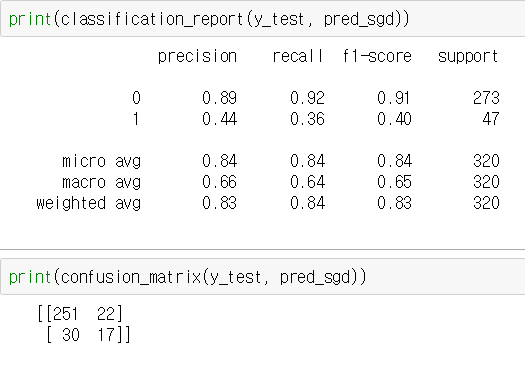 print(classification_report(y_test, pred_sgd))
precision recall f1-score support
0 0.89 0.92 0.91 273
1 0.44 0.36 0.40 47
micro avg 0.84 0.84 0.84 320
macro avg 0.66 0.64 0.65 320
weighted avg 0.83 0.84 0.83 320
print(confusion_matrix(y_test, pred_sgd))
[[251 22]
[ 30 17]]